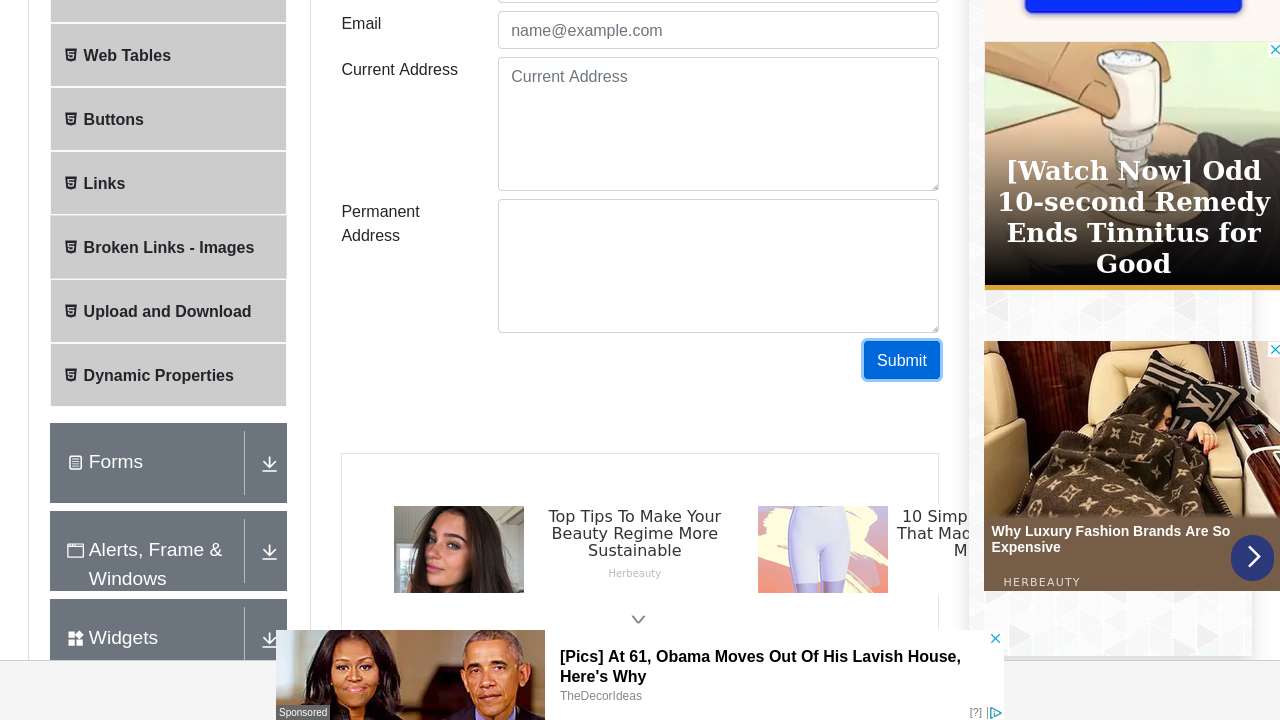 Email
name@example.com
Current Address
Current Address
Permanent
Address
Submit
Web Tables
Buttons
Links
Broken Links - Images
Upload and Download
Dynamic Properties
Forms
Alerts, Frame &
Windows
Widgets
Top Tips To Make Your
Beauty Regime More
Sustainable
Herbeauty
10 Simp
That Mad
M
[Watch Now] Odd
10-second Remedy
Ends Tinnitus for
Good
Why Luxury Fashion Brands Are So
Expensive
HERBEAUTY
[Pics] At 61, Obama Moves Out Of His Lavish House,
Here's Why
TheDecorIdeas
Sponsored
[?]